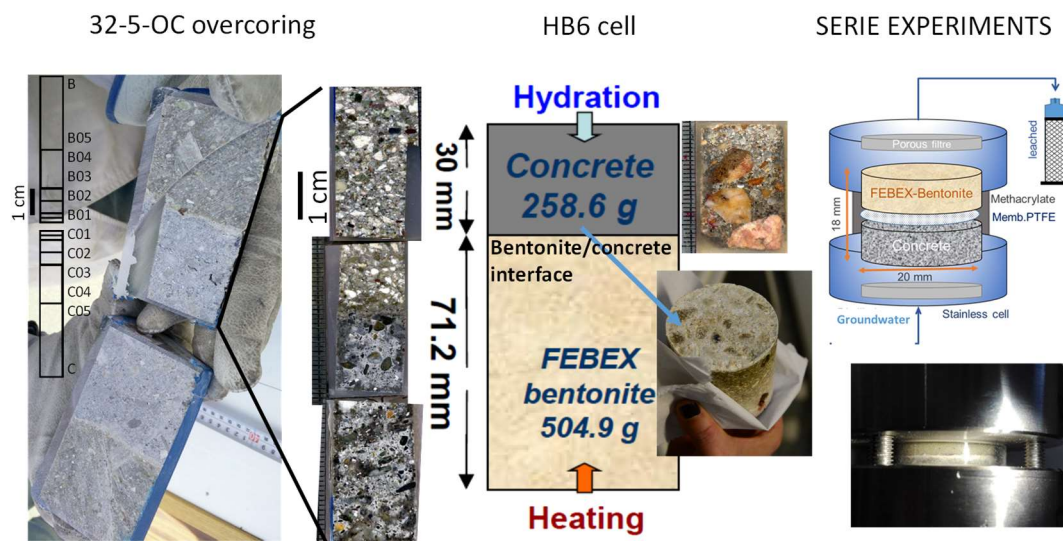 32-5-OC overcoring
HB6 cell
SERIE EXPERIMENTS
B
B05
B04
B03
B02
B01
C01
C02
C03
C04
C05
C
1 cm
1 cm
Hydration
30 mm
Concrete
258.6 g
Bentonite/concrete
interface
71.2 mm
FEBEX
bentonite
504.9 g
Heating
leached
Porous filtre
FEBEX-Bentonite
Methacrylate
Memb.PTFE
Concrete
18 mm
20 mm
Groundwater
Stainless cell